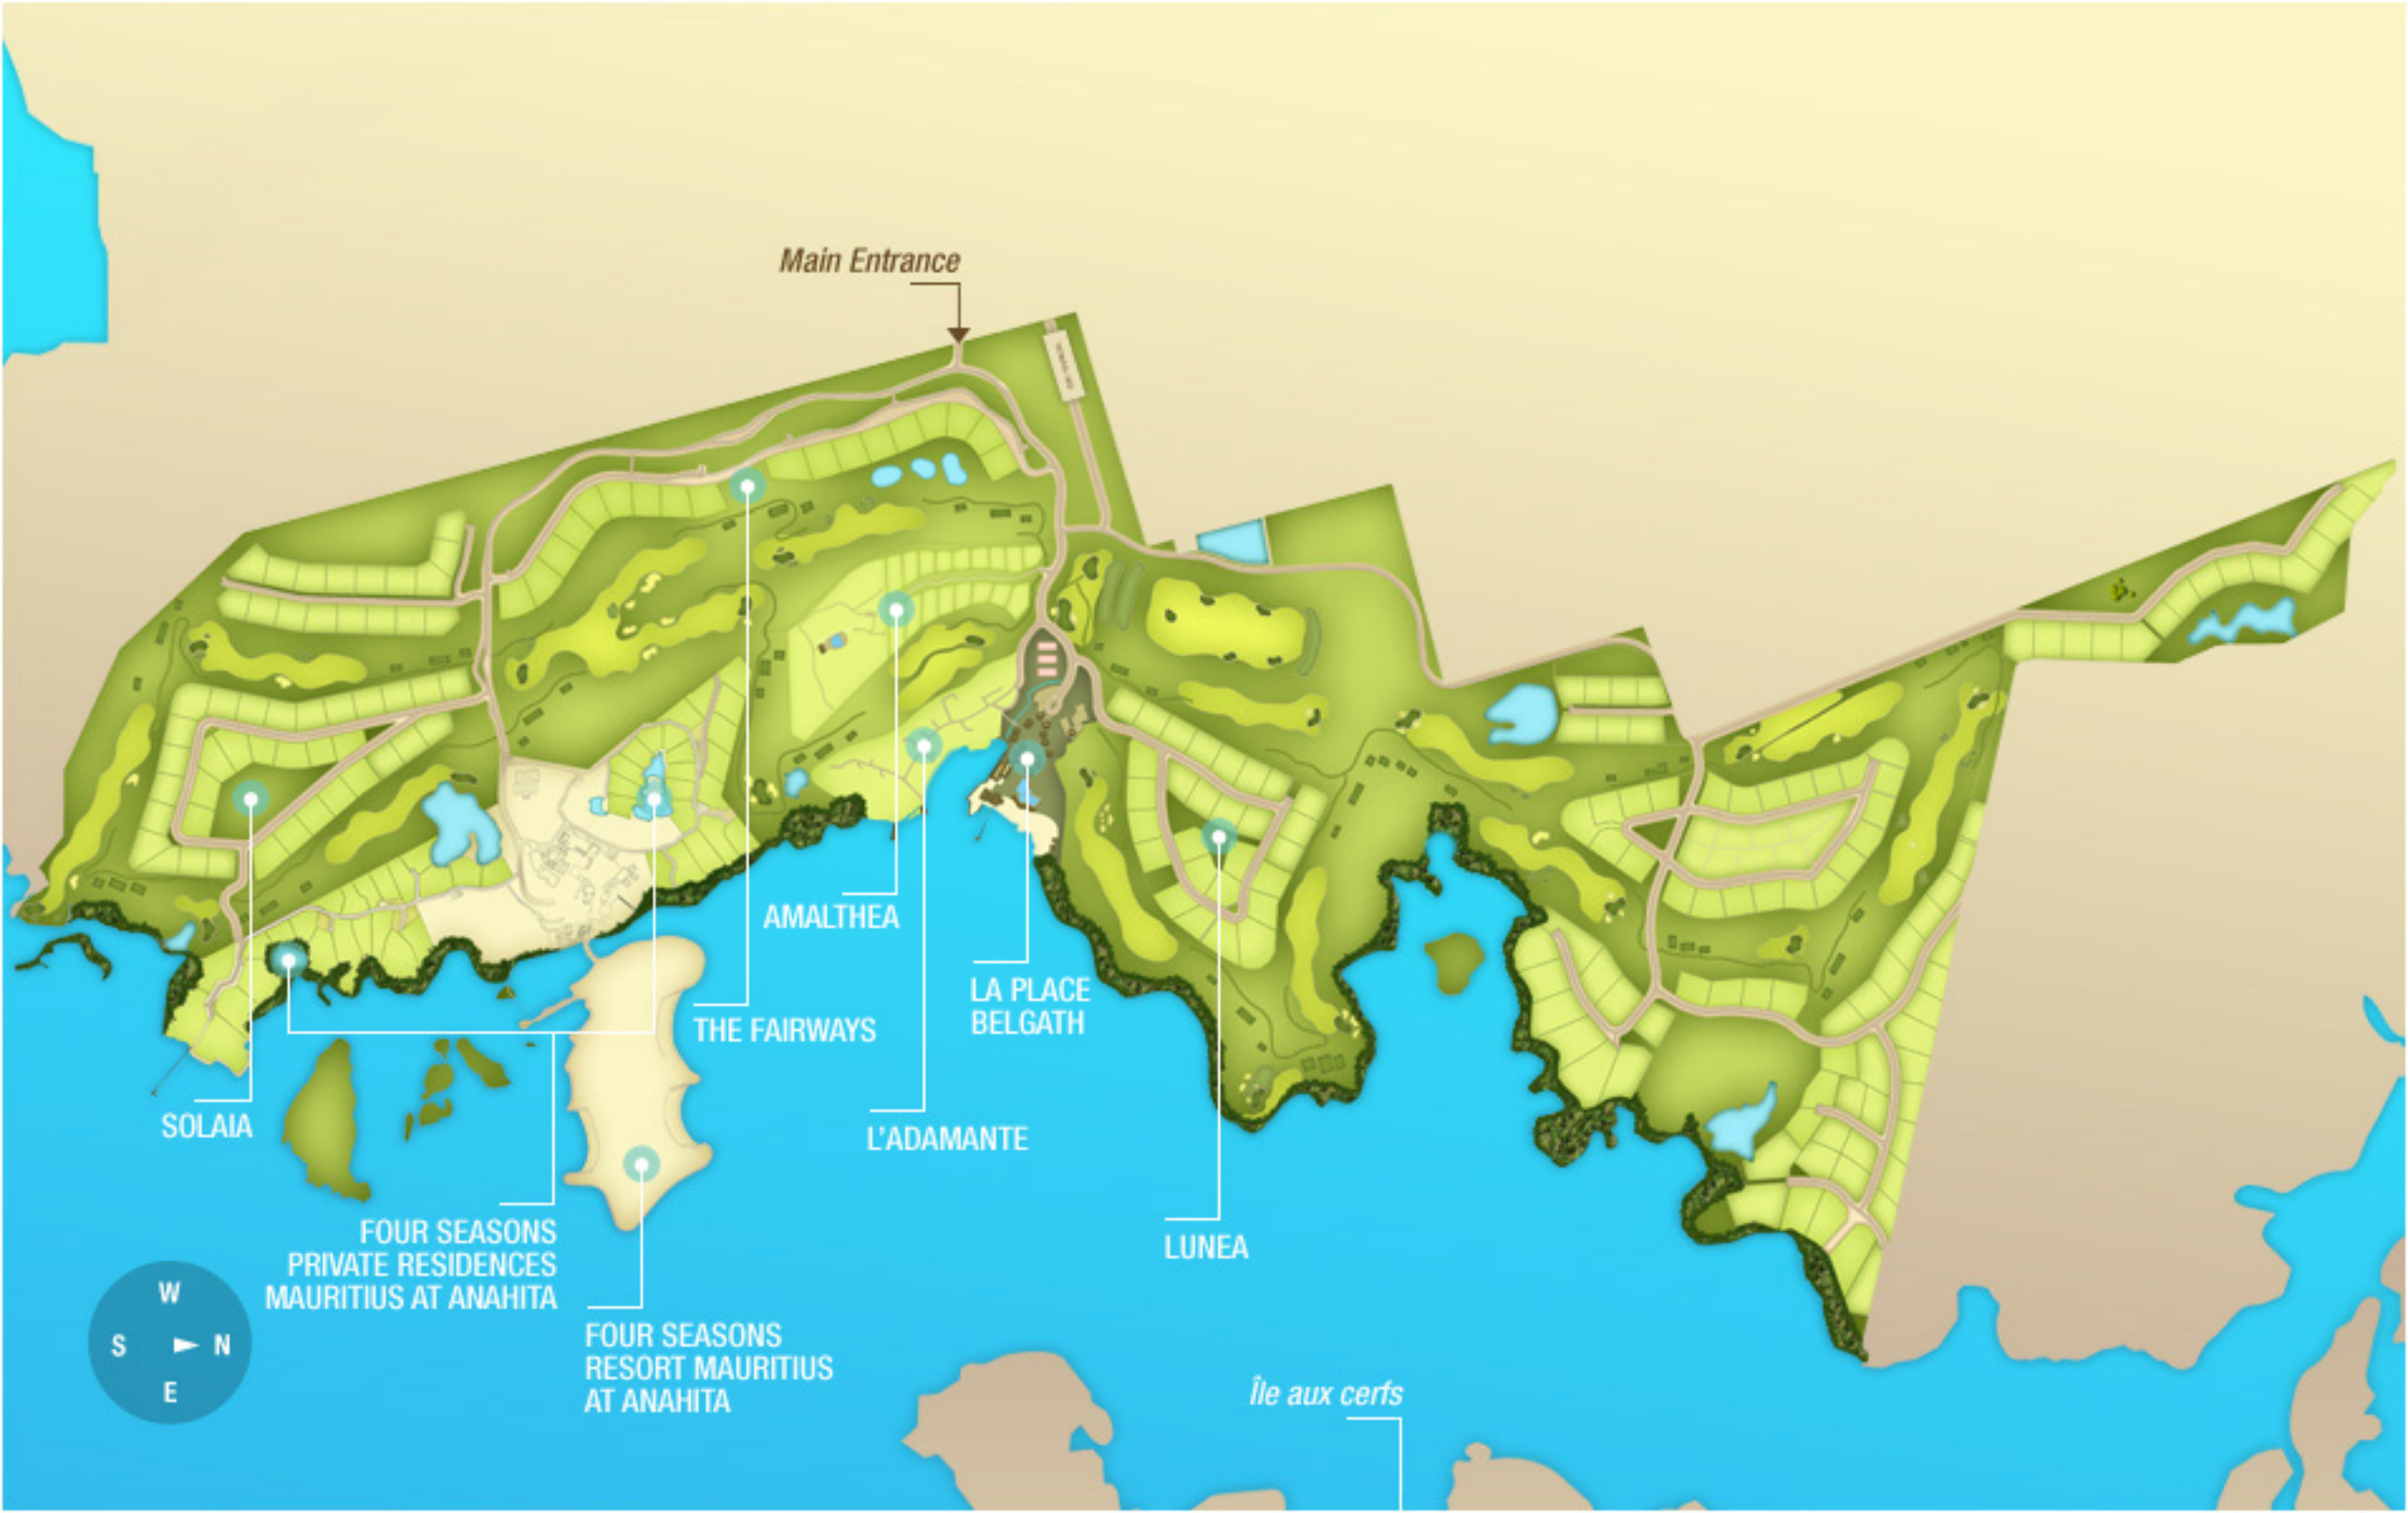 Main Entrance
AMALTHEA
LA PLACE
BELGATH
THE FAIRWAYS
SOLAIA
L'ADAMANTE
FOUR SEASONS
PRIVATE RESIDENCES
MAURITIUS AT ANAHITA
LUNEA
FOUR SEASONS
RESORT MAURITIUS
AT ANAHITA
Île aux cerfs
W
S N
E